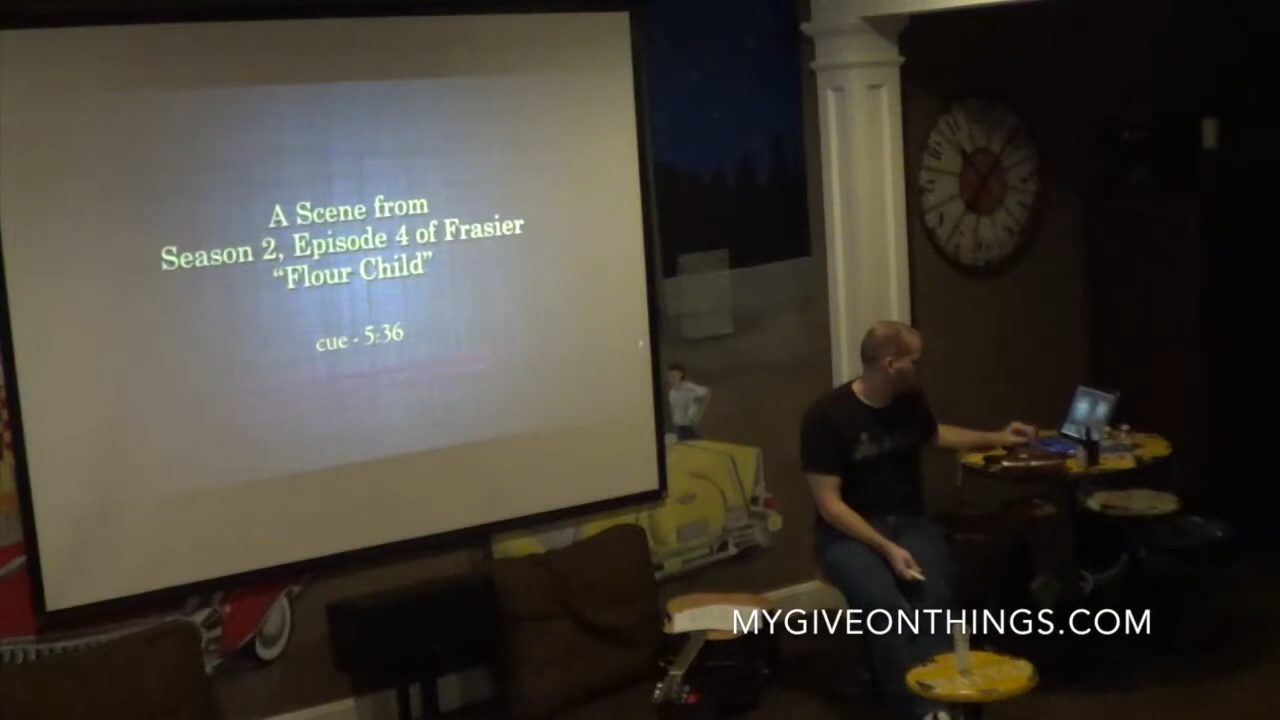 A Scene from
Season 2, Episode 4 of Frasier
“Flour Child”
cue - 5:36
MYGIVEONTHINGS.COM